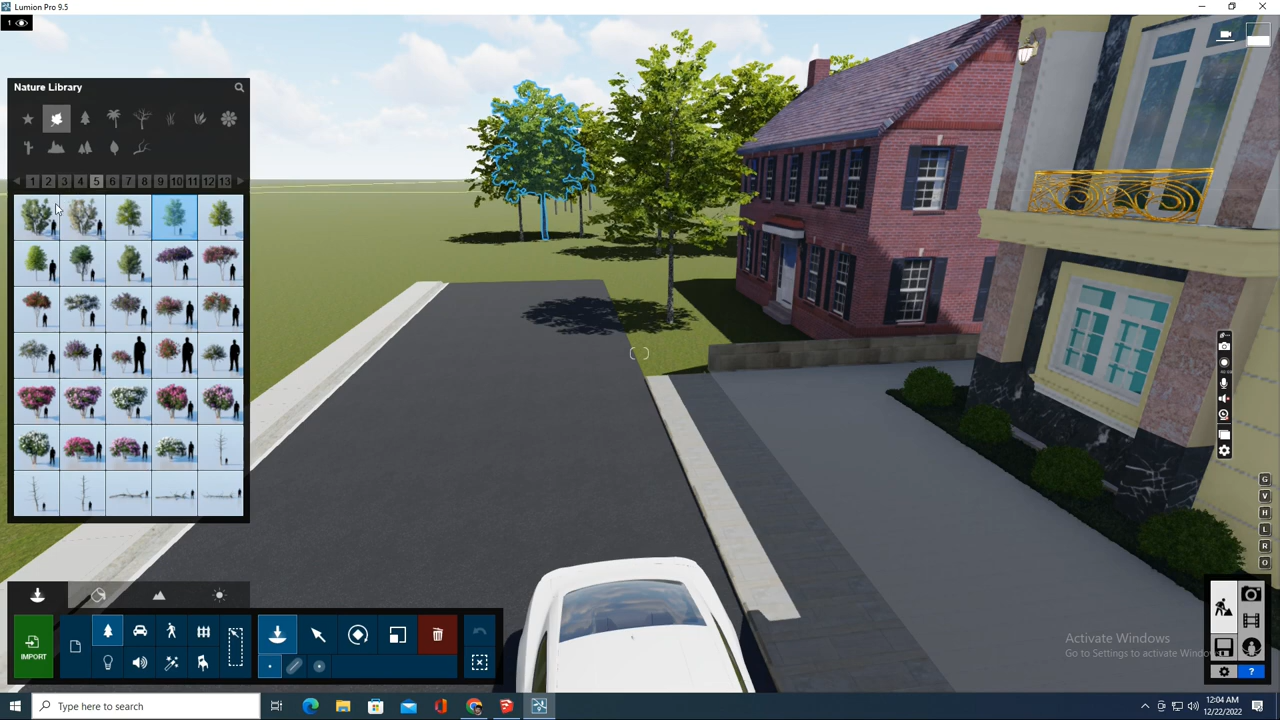 Lumion Pro 9.5
1
Nature Library
1 2 3 4 5 6 7 8 9 10 11 12 13
G
V
H
L
R
O
IMPORT
Activate Windows
Go to Settings to activate Windows
?
Type here to search
12:04 AM
12/22/2022